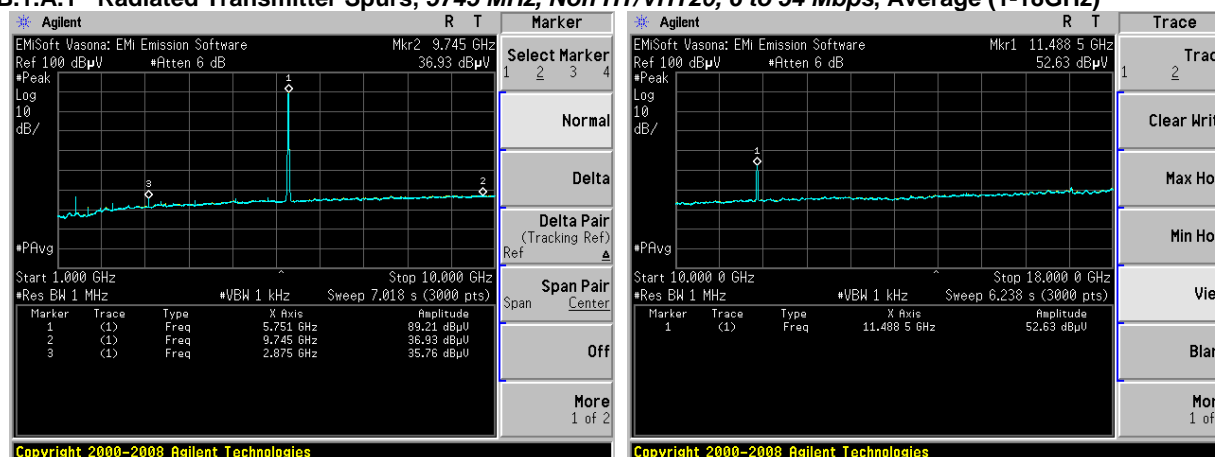 B.1.A.1 Radiated Transmitter Spurs, 5745 MHz, Non HT/VHT20, 6 to 54 Mbps, Average (1-18GHz)
Agilent R T Marker
EMiSoft Vasona: EMi Emission Software Mkr2 9.745 GHz
Ref 100 dBµV #Atten 6 dB 36.93 dBµV
#Peak
Log
10
dB/
1
3
2
#PAvg
Start 1.000 GHz ^ Stop 10.000 GHz
#Res BW 1 MHz #VBW 1 kHz Sweep 7.018 s (3000 pts)
Marker Trace Type X Axis Amplitude
1 (1) Freq 5.751 GHz 89.21 dBµV
2 (1) Freq 9.745 GHz 36.93 dBµV
3 (1) Freq 2.875 GHz 35.76 dBµV
Select Marker
1 2 3 4
Normal
Delta
Delta Pair
(Tracking Ref)
Ref Δ
Span Pair
Span Center
Off
More
1 of 2
Copyright 2000-2008 Agilent Technologies
Agilent R T Trace
EMiSoft Vasona: EMi Emission Software Mkr1 11.488 5 GHz
Ref 100 dBµV #Atten 6 dB 52.63 dBµV
#Peak
Log
10
dB/
1
#PAvg
Start 10.000 0 GHz ^ Stop 18.000 0 GHz
#Res BW 1 MHz #VBW 1 kHz Sweep 6.238 s (3000 pts)
Marker Trace Type X Axis Amplitude
1 (1) Freq 11.488 5 GHz 52.63 dBµV
Trac
1 2
Clear Writ
Max Ho
Min Ho
Vie
Blar
Mor
1 of
Copyright 2000-2008 Agilent Technologies